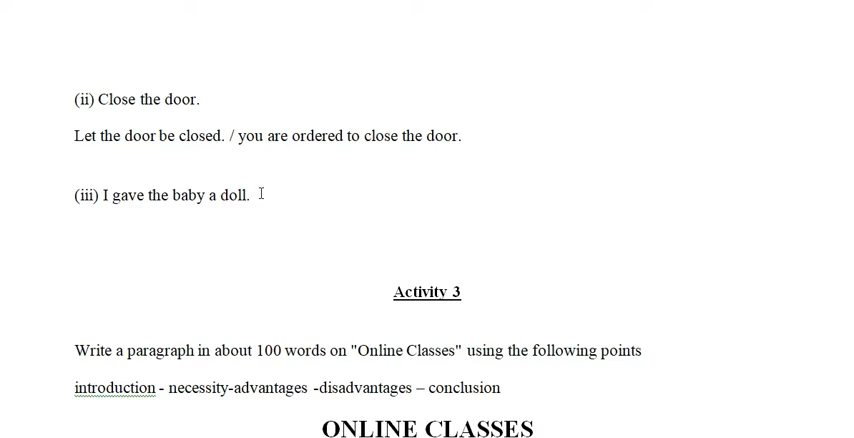 (ii) Close the door.
Let the door be closed. / you are ordered to close the door.
(iii) I gave the baby a doll.
Activity 3
Write a paragraph in about 100 words on "Online Classes" using the following points
introduction - necessity-advantages -disadvantages – conclusion
ONLINE CLASSES